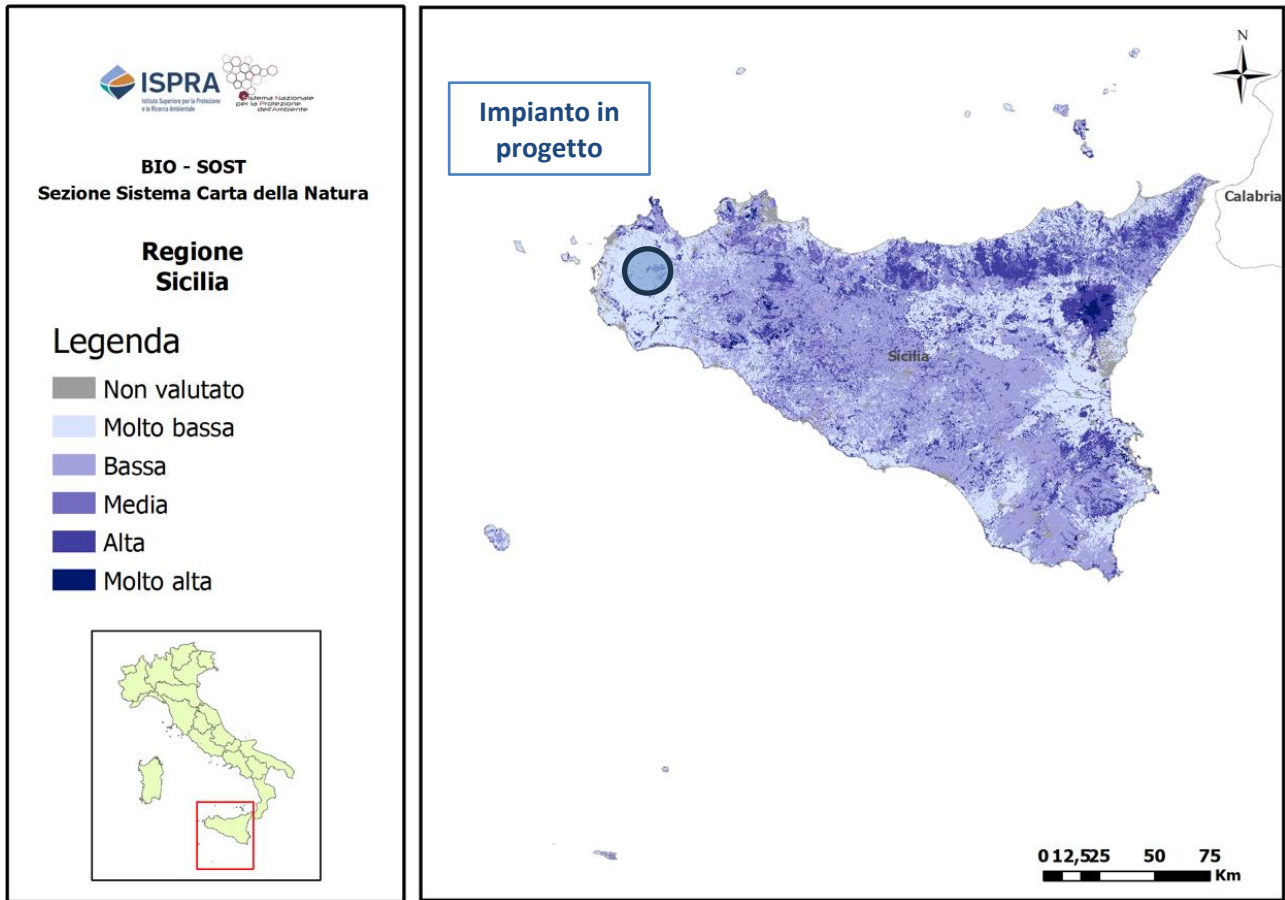 ISPRA
Istituto Superiore per la Protezione
e la Ricerca Ambientale
Sistema Nazionale
per la Protezione
dell'Ambiente
BIO - SOST
Sezione Sistema Carta della Natura
Regione
Sicilia
Legenda
Non valutato
Molto bassa
Bassa
Media
Alta
Molto alta
Impianto in
progetto
N
Calabria
Sicilia
0 12,525 50 75
Km